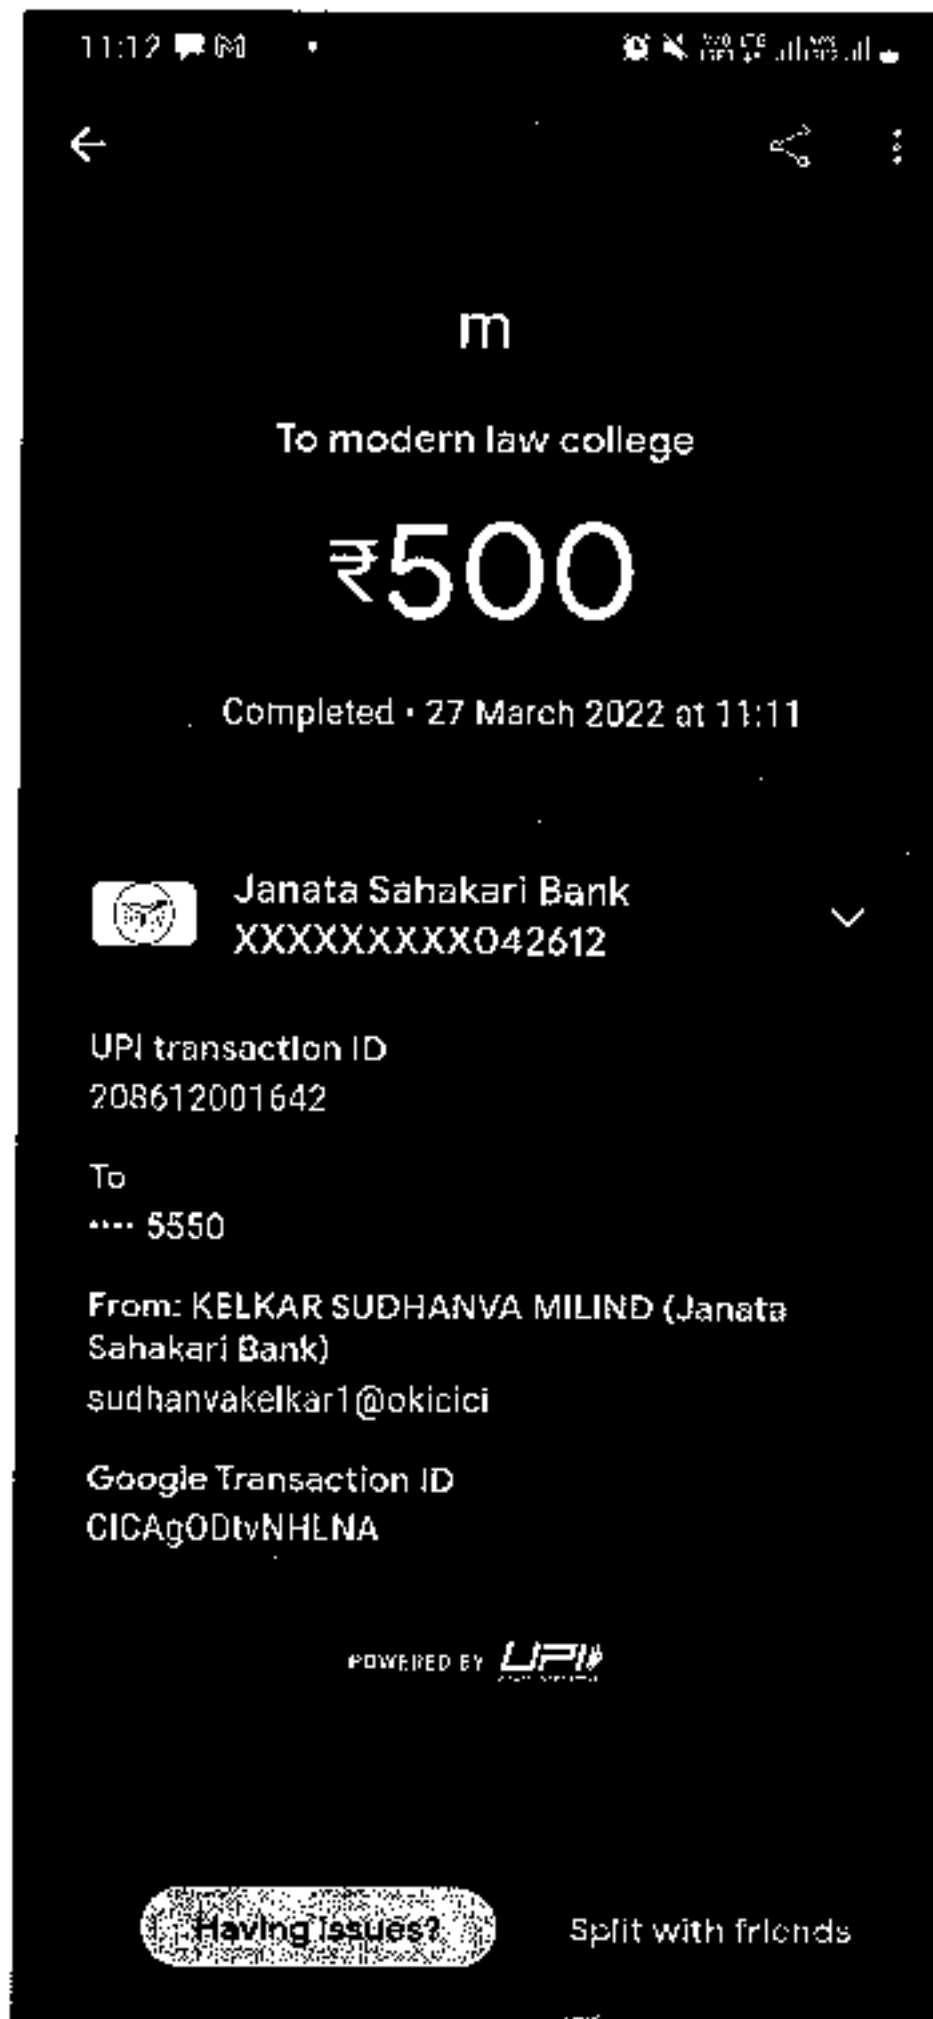 11:12
m
To modern law college
₹500
Completed • 27 March 2022 at 11:11
Janata Sahakari Bank
XXXXXXXXXX042612
UPI transaction ID
208612001642
To
•••• 5550
From: KELKAR SUDHANVA MILIND (Janata
Sahakari Bank)
sudhanvakelkar1@okicici
Google Transaction ID
CICAgODtvNHLNA
POWERED BY UPI
Having issues?
Split with friends